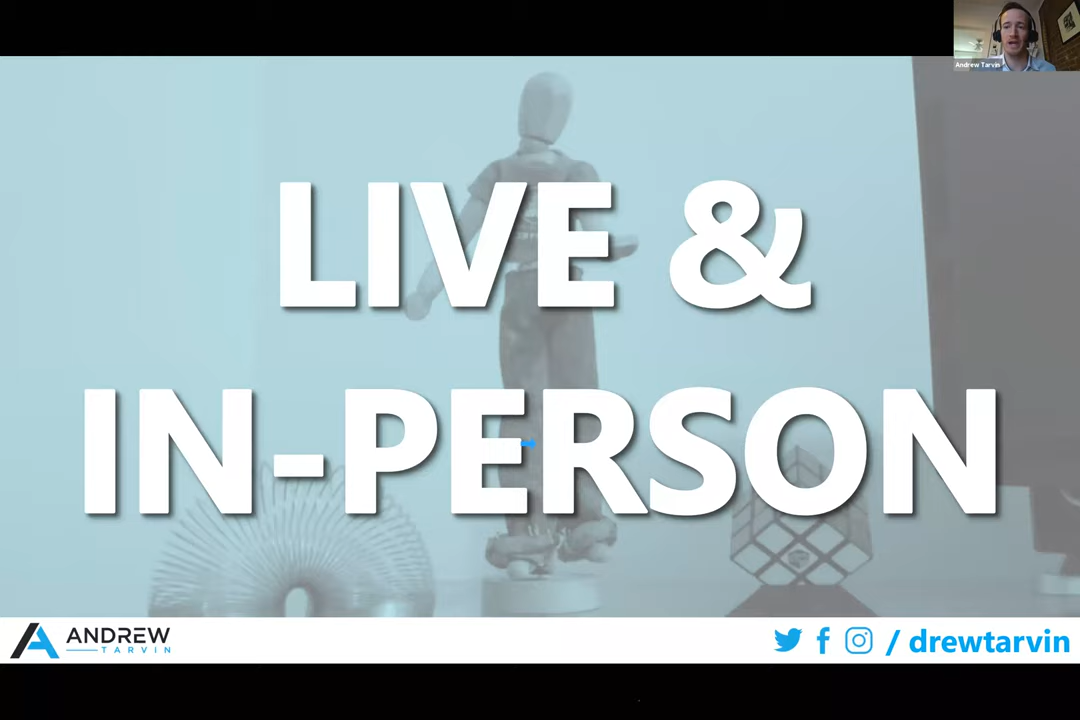 Andrew Tarvin
LIVE &
IN-PERSON
ANDREW
TARVIN
/ drewtarvin